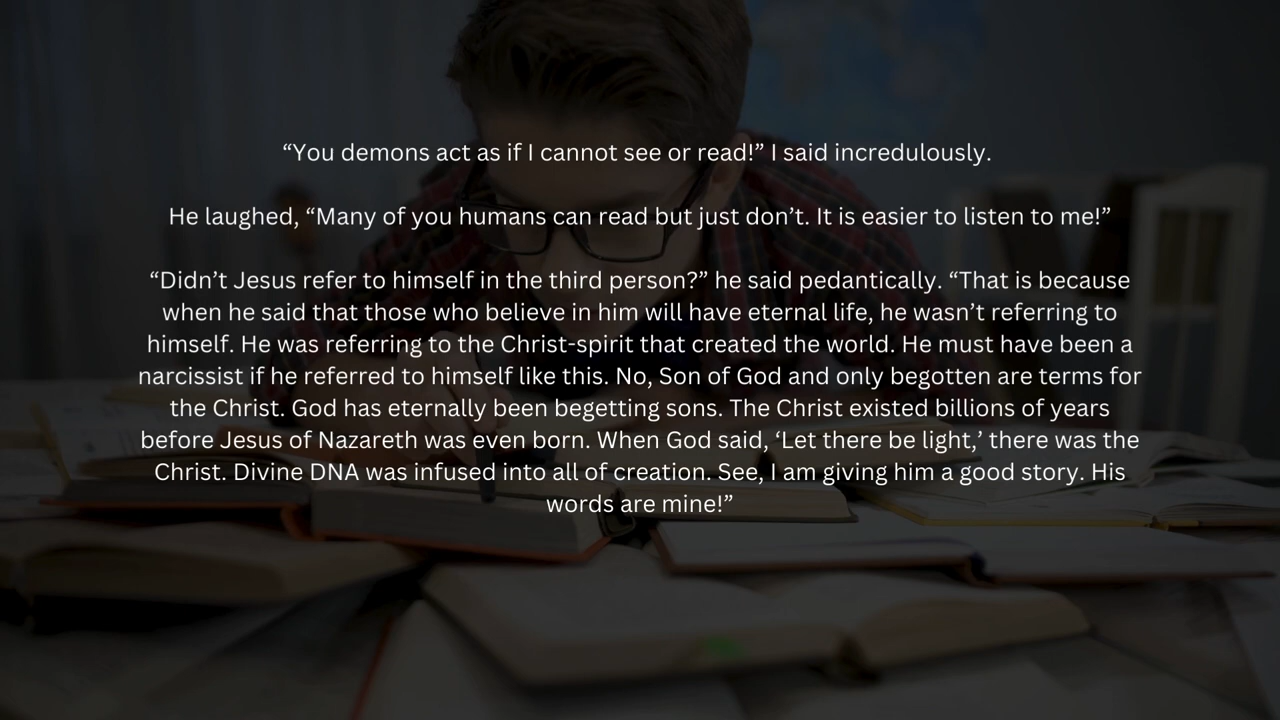 “You demons act as if I cannot see or read!” I said incredulously.
He laughed, “Many of you humans can read but just don’t. It is easier to listen to me!”
“Didn’t Jesus refer to himself in the third person?” he said pedantically. “That is because
when he said that those who believe in him will have eternal life, he wasn’t referring to
himself. He was referring to the Christ-spirit that created the world. He must have been a
narcissist if he referred to himself like this. No, Son of God and only begotten are terms for
the Christ. God has eternally been begetting sons. The Christ existed billions of years
before Jesus of Nazareth was even born. When God said, ‘Let there be light,’ there was the
Christ. Divine DNA was infused into all of creation. See, I am giving him a good story. His
words are mine!”